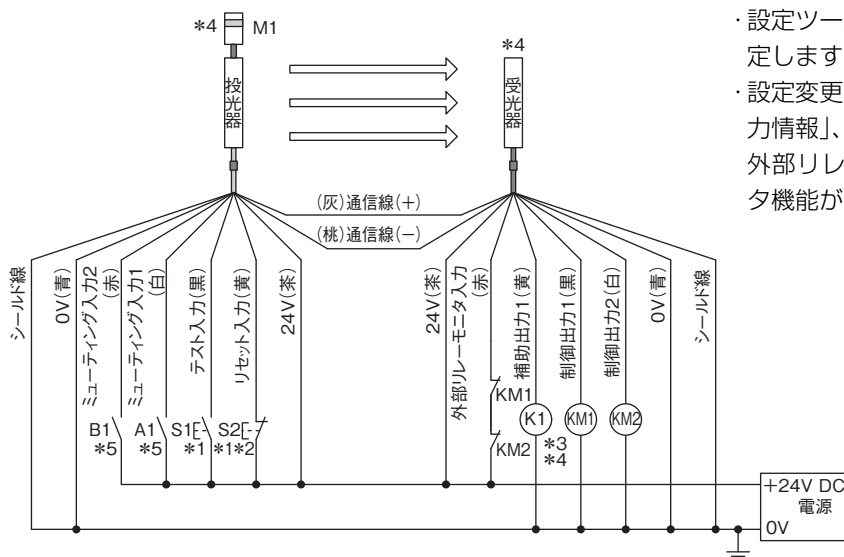 *4 M1
投光器
*4
受光器
(灰)通信線(+)
(桃)通信線(−)
シールド線
0V(青)
ミューティング入力2
(赤)
ミューティング入力1
(白)
テスト入力(黒)
リセット入力(黄)
24V(茶)
24V(茶)
外部リレーモニタ入力
(赤)
補助出力1(黄)
制御出力1(黒)
制御出力2(白)
0V(青)
シールド線
B1
*5
A1
*5
S1
*1
S2
*1*2
KM1
KM2
K1
*3
*4
KM1
KM2
+24V DC
電源
0V
・設定ツー
定します
・設定変更
力情報」、
外部リレ
タ機能が